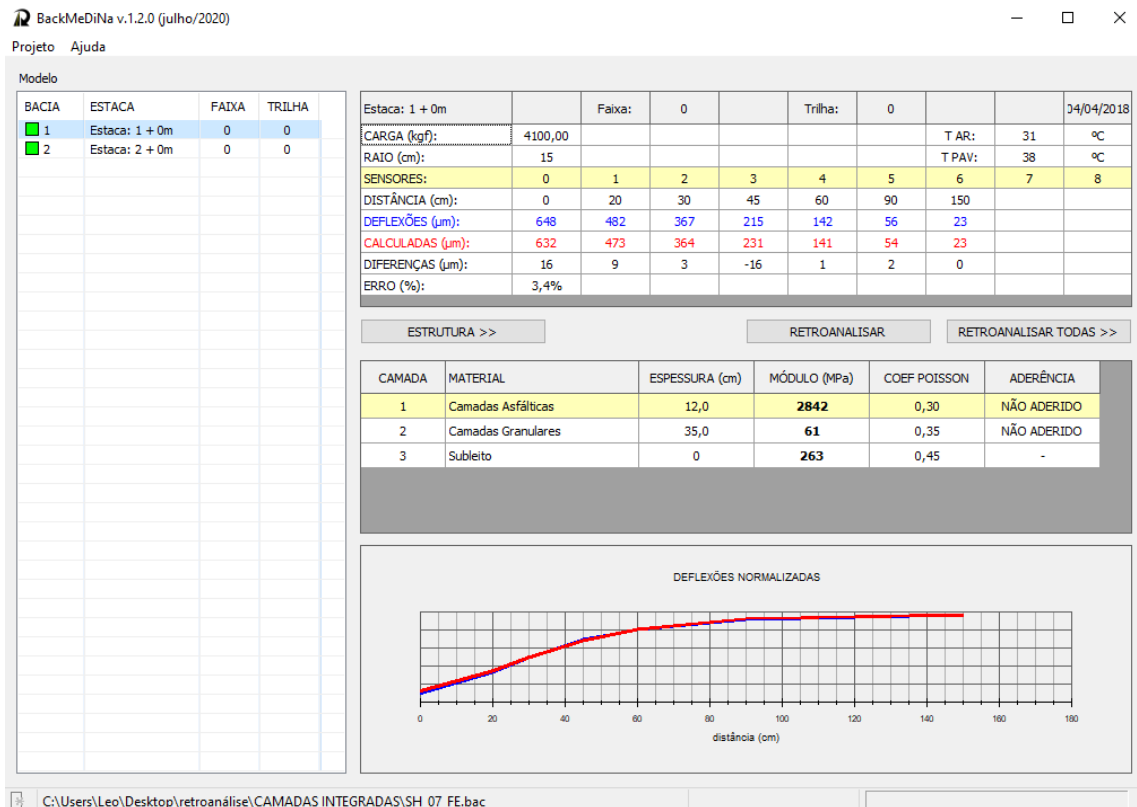 BackMeDiNa v.1.2.0 (julho/2020)
Projeto Ajuda
Modelo
BACIA ESTACA FAIXA TRILHA
1 Estaca: 1 + 0m 0 0
2 Estaca: 2 + 0m 0 0
Estaca: 1 + 0m Faixa: 0 Trilha: 0 04/04/2018
CARGA (kgf): 4100,00 T AR: 31 ºC
RAIO (cm): 15 T PAV: 38 ºC
SENSORES: 0 1 2 3 4 5 6 7 8
DISTÂNCIA (cm): 0 20 30 45 60 90 150
DEFLEXÕES (µm): 648 482 367 215 142 56 23
CALCULADAS (µm): 632 473 364 231 141 54 23
DIFERENÇAS (µm): 16 9 3 -16 1 2 0
ERRO (%): 3,4%
ESTRUTURA >> RETROANALISAR RETROANALISAR TODAS >>
CAMADA MATERIAL ESPESSURA (cm) MÓDULO (MPa) COEF POISSON ADERÊNCIA
1 Camadas Asfálticas 12,0 2842 0,30 NÃO ADERIDO
2 Camadas Granulares 35,0 61 0,35 NÃO ADERIDO
3 Subleito 0 263 0,45 -
DEFLEXÕES NORMALIZADAS
0 20 40 60 80 100 120 140 160 180
distância (cm)
C:\Users\Leo\Desktop\retroanálise\CAMADAS INTEGRADAS\SH_07_FE.bac